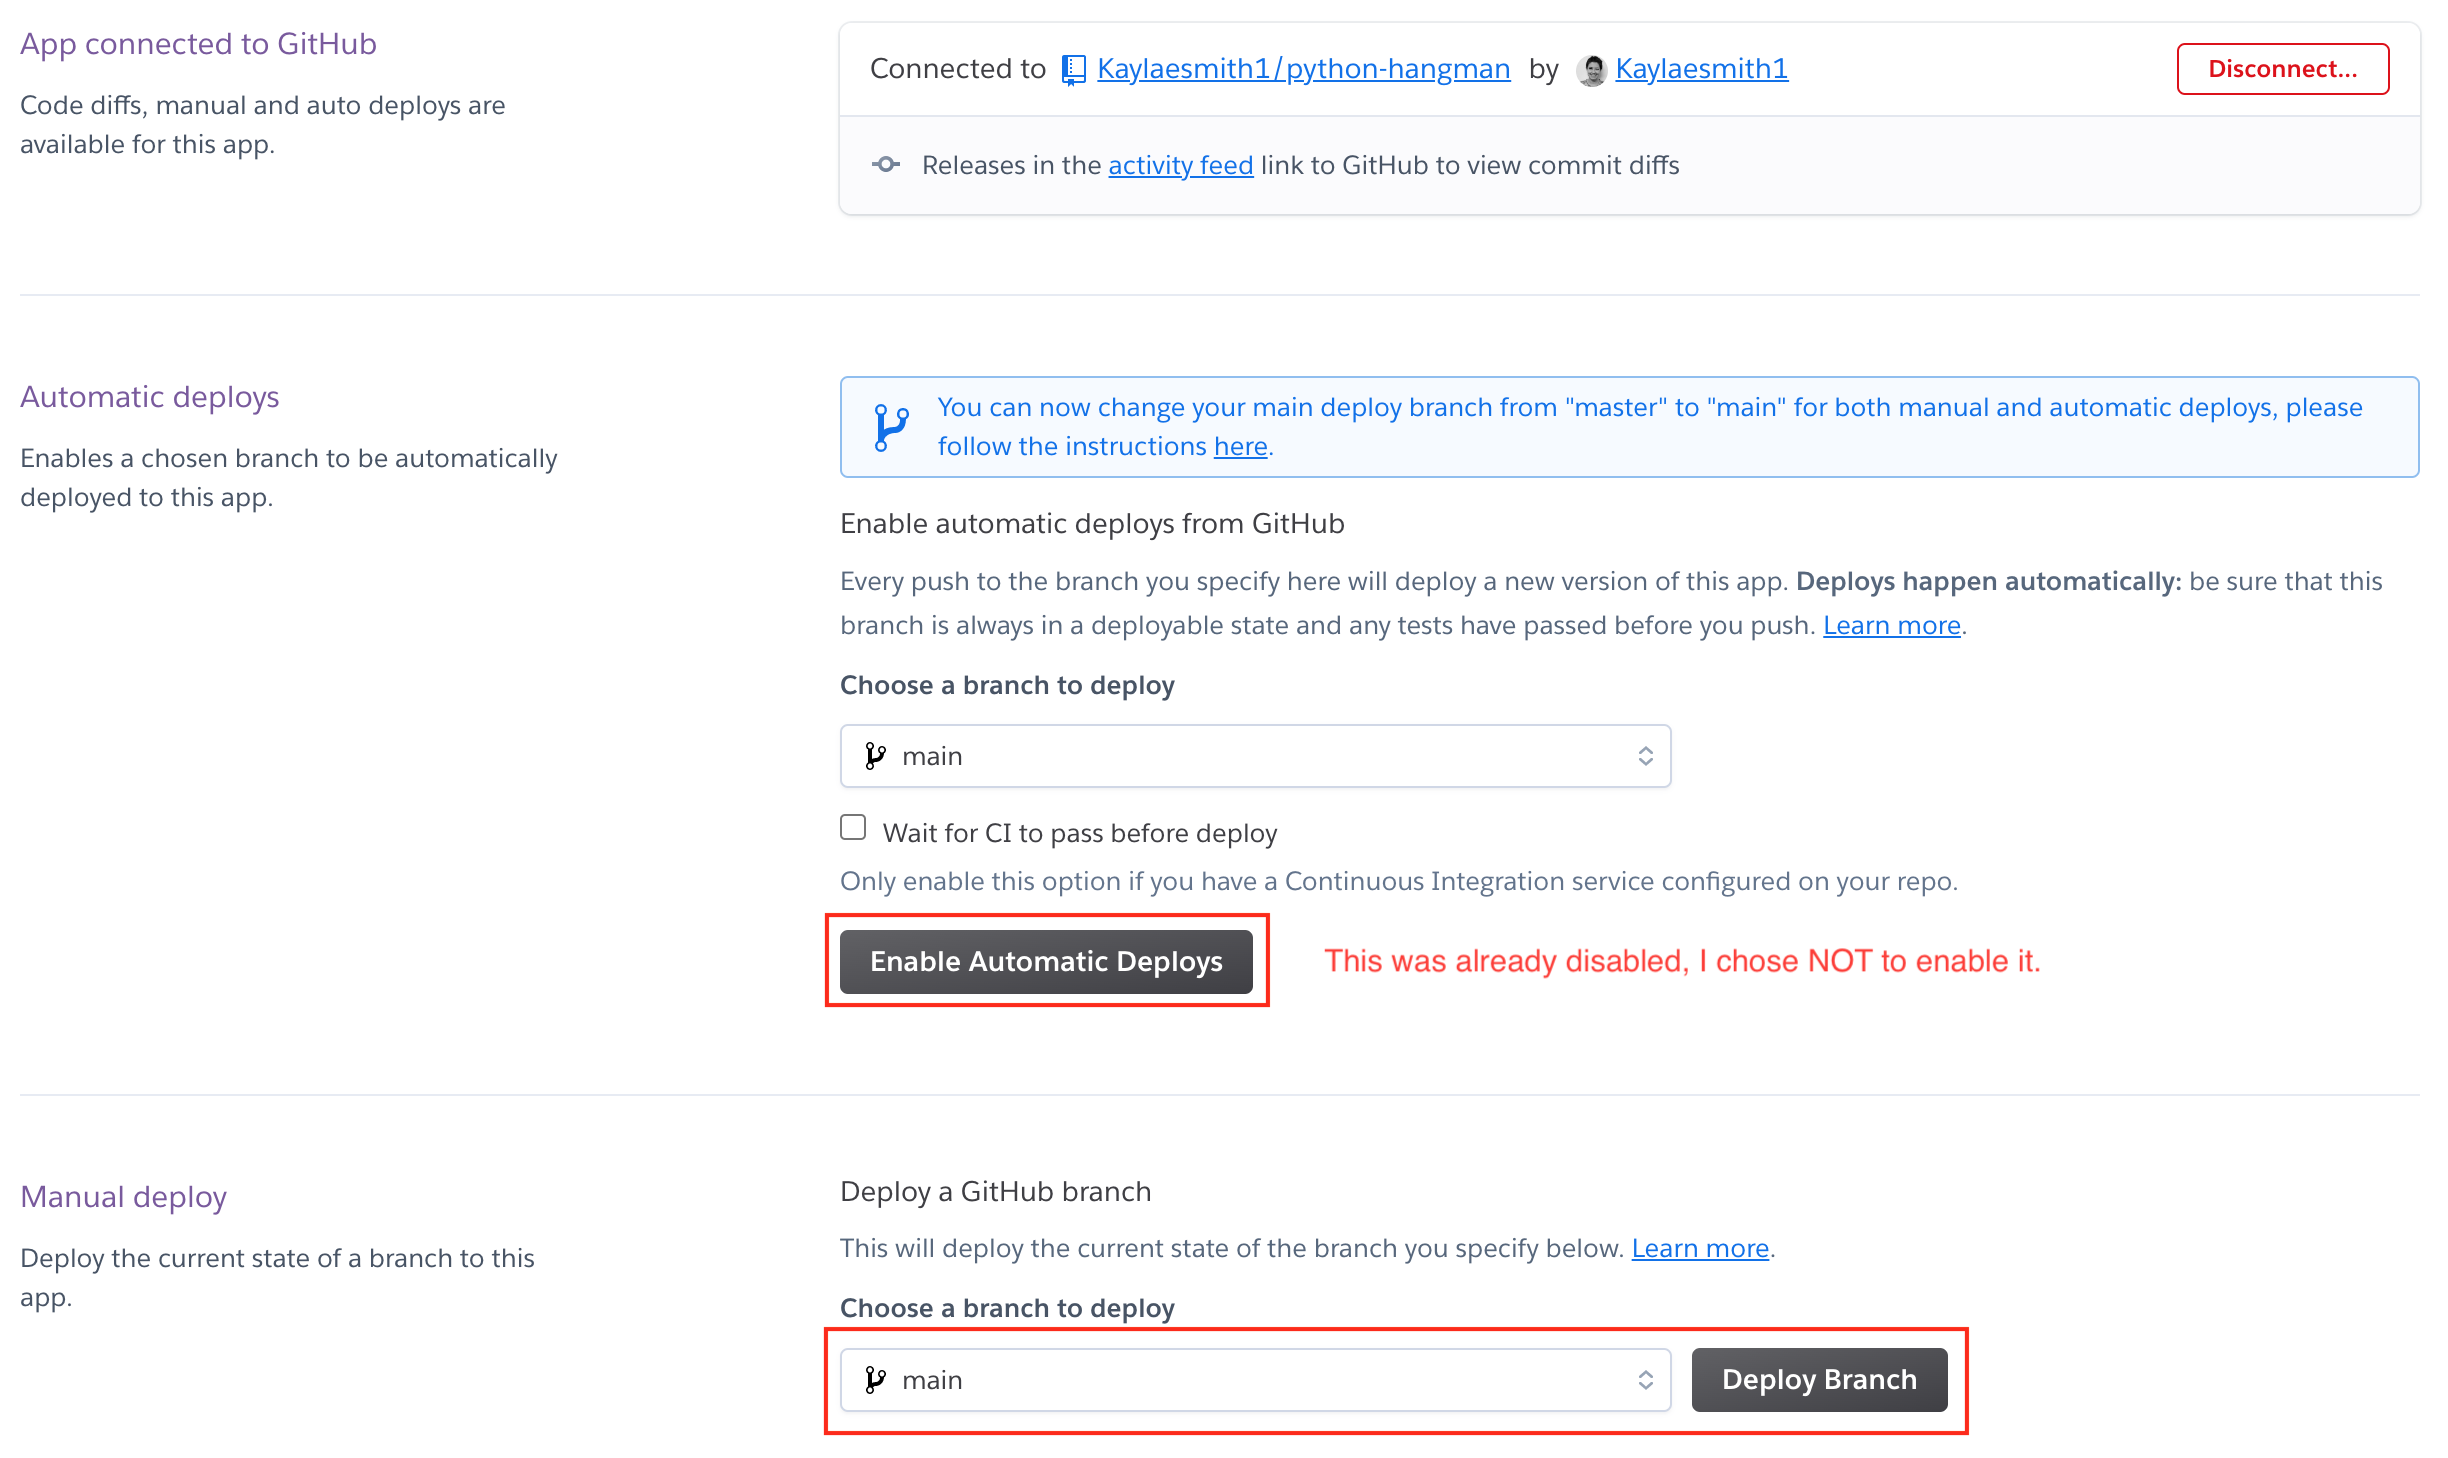 App connected to GitHub
Code diffs, manual and auto deploys are
available for this app.
Connected to Kaylaesmith1/python-hangman by Kaylaesmith1
Disconnect...
Releases in the activity feed link to GitHub to view commit diffs
Automatic deploys
Enables a chosen branch to be automatically
deployed to this app.
You can now change your main deploy branch from "master" to "main" for both manual and automatic deploys, please
follow the instructions here.
Enable automatic deploys from GitHub
Every push to the branch you specify here will deploy a new version of this app. Deploys happen automatically: be sure that this
branch is always in a deployable state and any tests have passed before you push. Learn more.
Choose a branch to deploy
main
Wait for CI to pass before deploy
Only enable this option if you have a Continuous Integration service configured on your repo.
Enable Automatic Deploys
This was already disabled, I chose NOT to enable it.
Manual deploy
Deploy the current state of a branch to this
app.
Deploy a GitHub branch
This will deploy the current state of the branch you specify below. Learn more.
Choose a branch to deploy
main
Deploy Branch